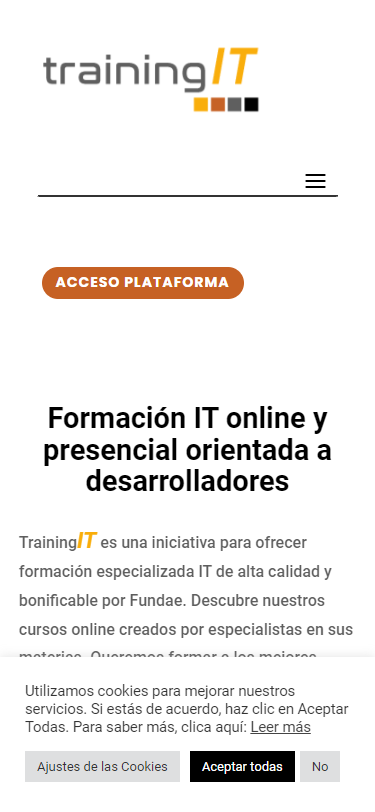 trainingIT
ACCESO PLATAFORMA
Formación IT online y
presencial orientada a
desarrolladores
TrainingIT es una iniciativa para ofrecer
formación especializada IT de alta calidad y
bonificable por Fundae. Descubre nuestros
cursos online creados por especialistas en sus
materias. Queremos formar a los mejores
Utilizamos cookies para mejorar nuestros
servicios. Si estás de acuerdo, haz clic en Aceptar
Todas. Para saber más, clica aquí: Leer más
Ajustes de las Cookies Aceptar todas No